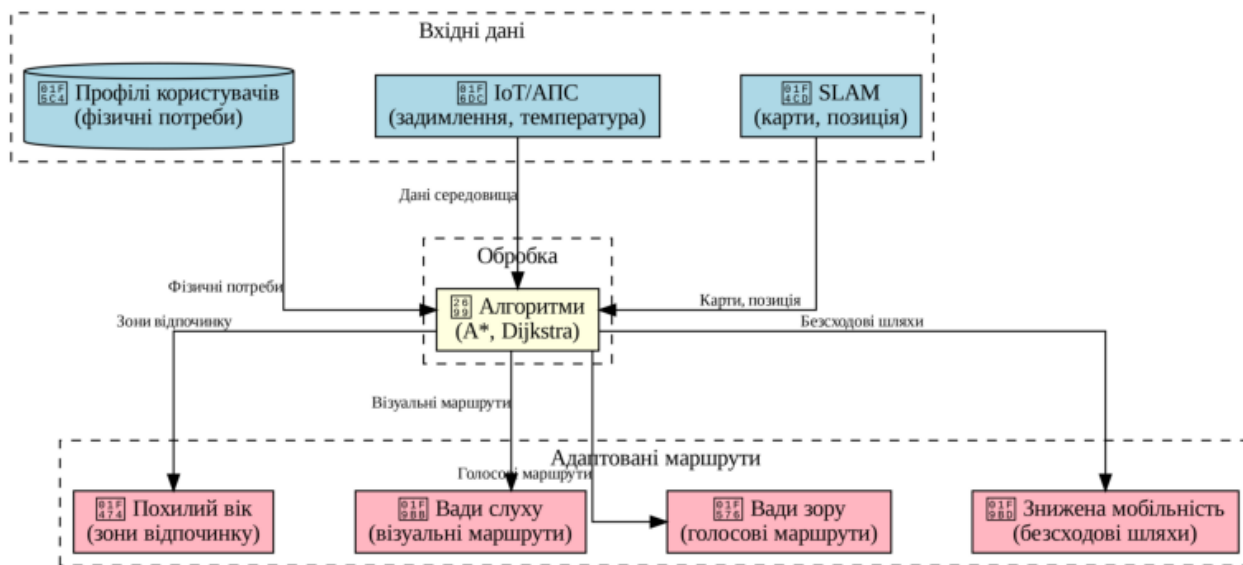 Вхідні дані
Профілі користувачів
(фізичні потреби)
IoT/АПС
(задимлення, температура)
SLAM
(карти, позиція)
Дані середовища
Обробка
Фізичні потреби
Алгоритми
(A*, Dijkstra)
Карти, позиція
Зони відпочинку
Безсходові шляхи
Візуальні маршрути
Адаптовані маршрути
Голосові маршрути
Похилий вік
(зони відпочинку)
Вади слуху
(візуальні маршрути)
Вади зору
(голосові маршрути)
Знижена мобільність
(безсходові шляхи)